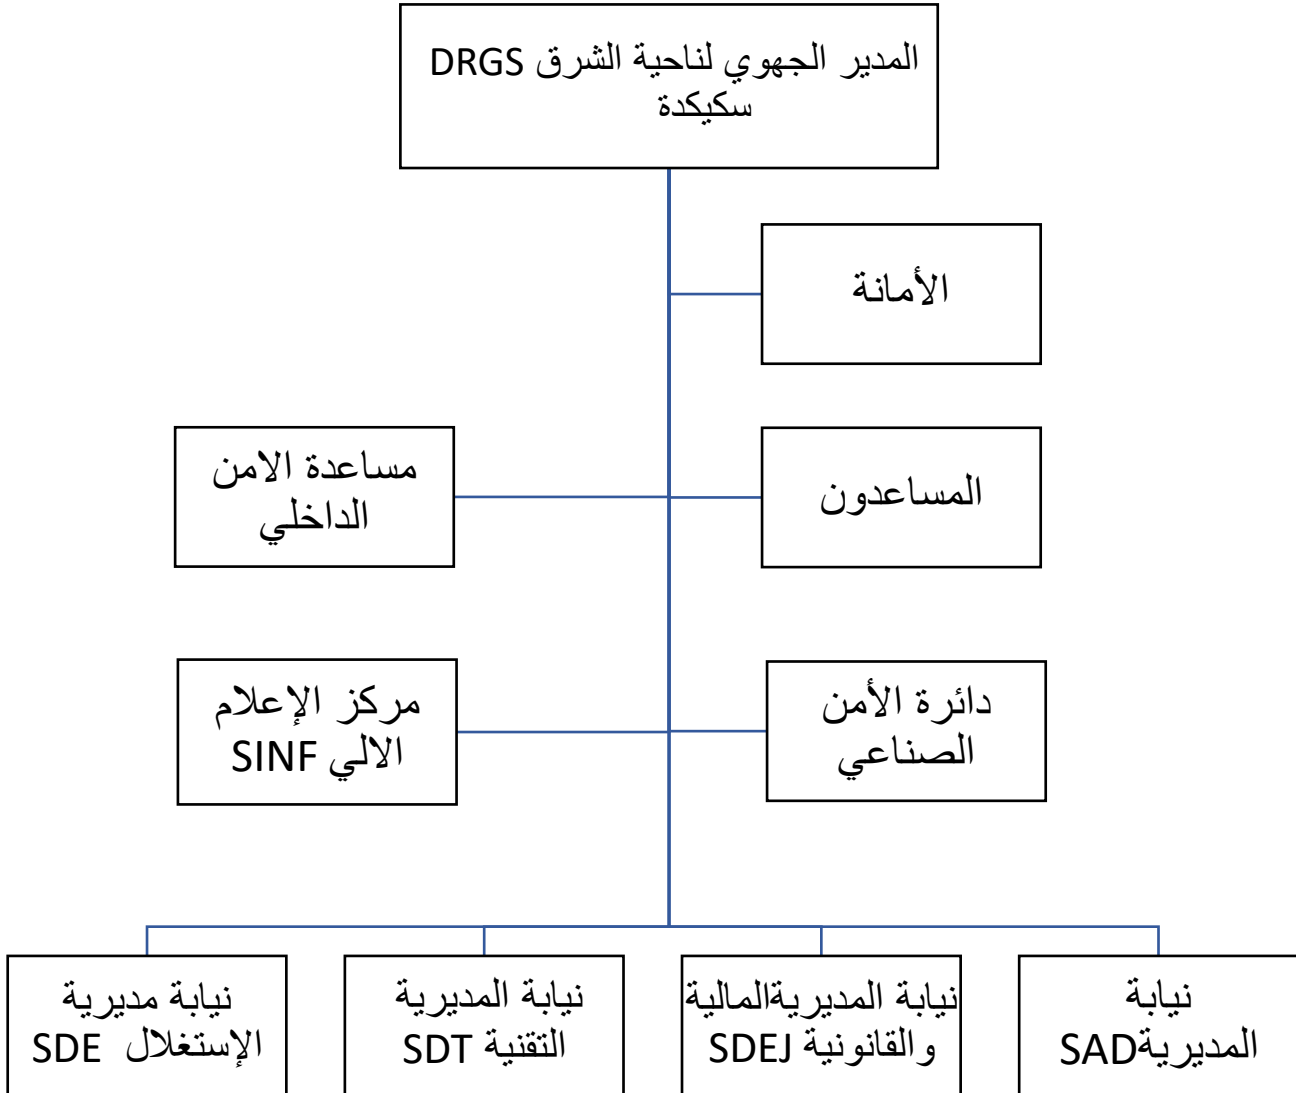 المدير الجهوي لناحية الشرق DRGS
سكيكدة
الأمانة
المساعدون
مساعدة الامن
الداخلي
دائرة الأمن
الصناعي
مركز الإعلام
الالي SINF
نيابة
المديريةSAD
نيابة المديريةالمالية
والقانونية SDEJ
نيابة المديرية
التقنية SDT
نيابة مديرية
الإستغلال SDE